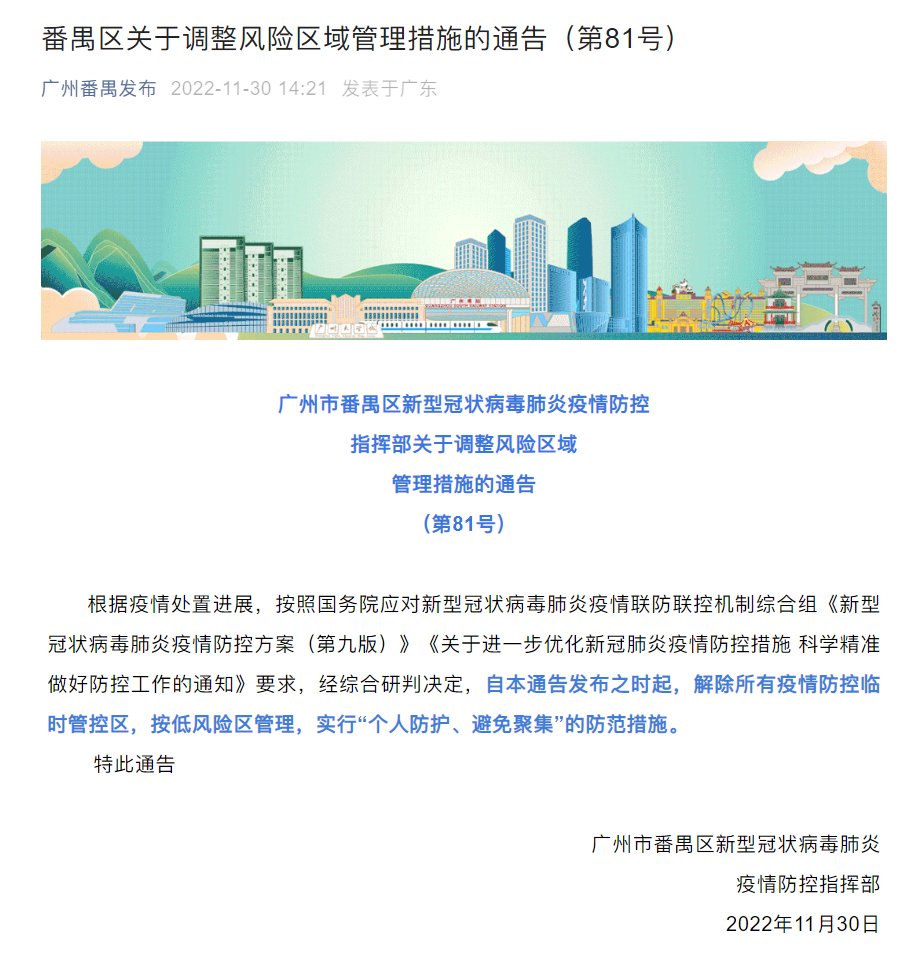 番禺区关于调整风险区域管理措施的通告（第81号）
广州番禺发布 2022-11-30 14:21 发表于广东
广州番禺
GUANGZHOU SOUTH RAILWAY STATION
广州市番禺区新型冠状病毒肺炎疫情防控
指挥部关于调整风险区域
管理措施的通告
（第81号）
根据疫情处置进展，按照国务院应对新型冠状病毒肺炎疫情联防联控机制综合组《新型
冠状病毒肺炎疫情防控方案（第九版）》《关于进一步优化新冠肺炎疫情防控措施 科学精准
做好防控工作的通知》要求，经综合研判决定，自本通告发布之时起，解除所有疫情防控临
时管控区，按低风险区管理，实行“个人防护、避免聚集”的防范措施。
特此通告
广州市番禺区新型冠状病毒肺炎
疫情防控指挥部
2022年11月30日